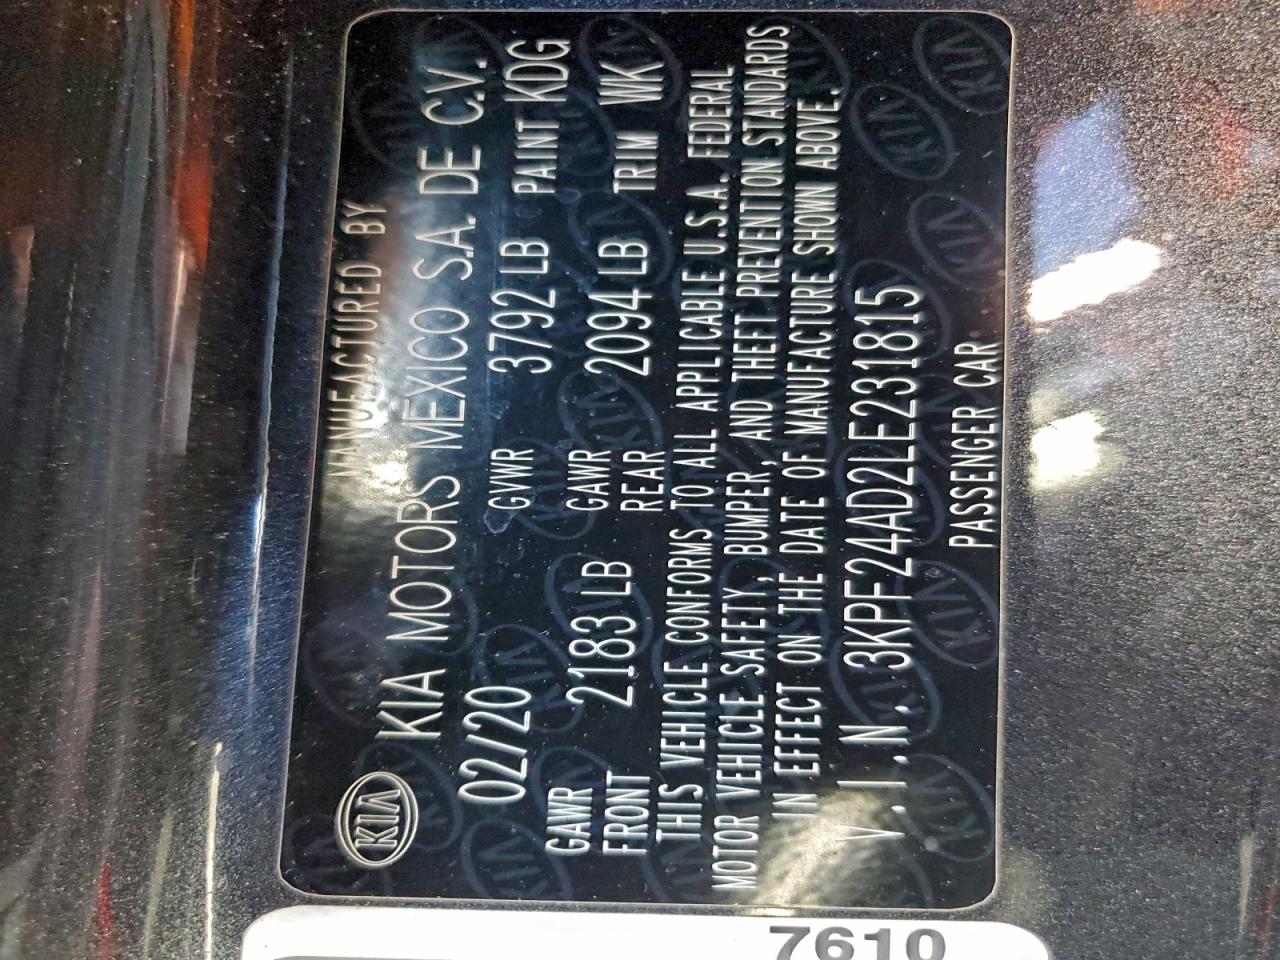 MANUFACTURED BY
KIA KIA MOTORS MEXICO S.A. DE C.V.
02/20 GVWR 3792 LB PAINT KDG
GAWR FRONT 2183 LB GAWR REAR 2094 LB TRIM WK
THIS VEHICLE CONFORMS TO ALL APPLICABLE U.S.A. FEDERAL
MOTOR VEHICLE SAFETY, BUMPER, AND THEFT PREVENTION STANDARDS
IN EFFECT ON THE DATE OF MANUFACTURE SHOWN ABOVE.
V.I.N. 3KPF24AD2LE231815
PASSENGER CAR
7610